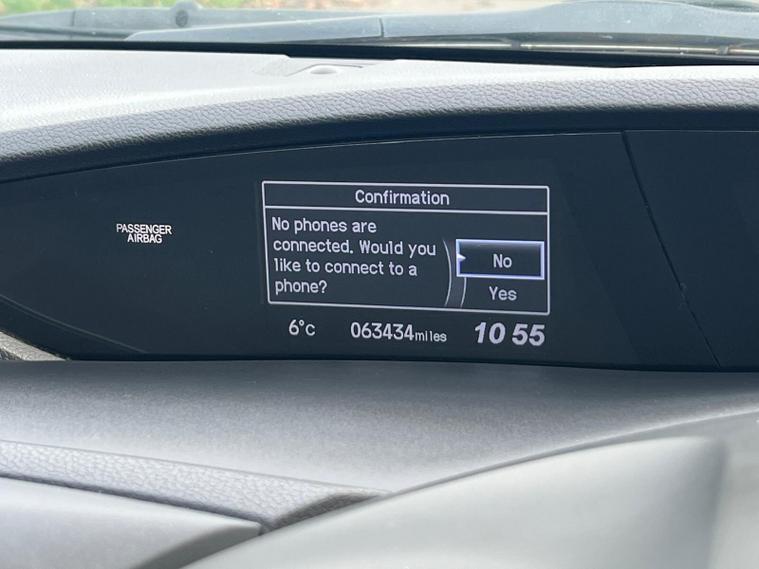 Confirmation
No phones are
connected. Would you
like to connect to a
phone?
No
Yes
PASSENGER
AIRBAG
6°c 063434miles 10 55